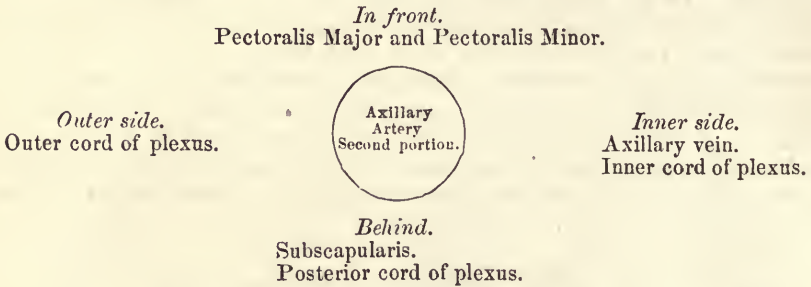 In front.
Pectoralis Major and Pectoralis Minor.
Outer side.
Outer cord of plexus.
Axillary
Artery
Second portion.
Inner side.
Axillary vein.
Inner cord of plexus.
Behind.
Subscapularis.
Posterior cord of plexus.